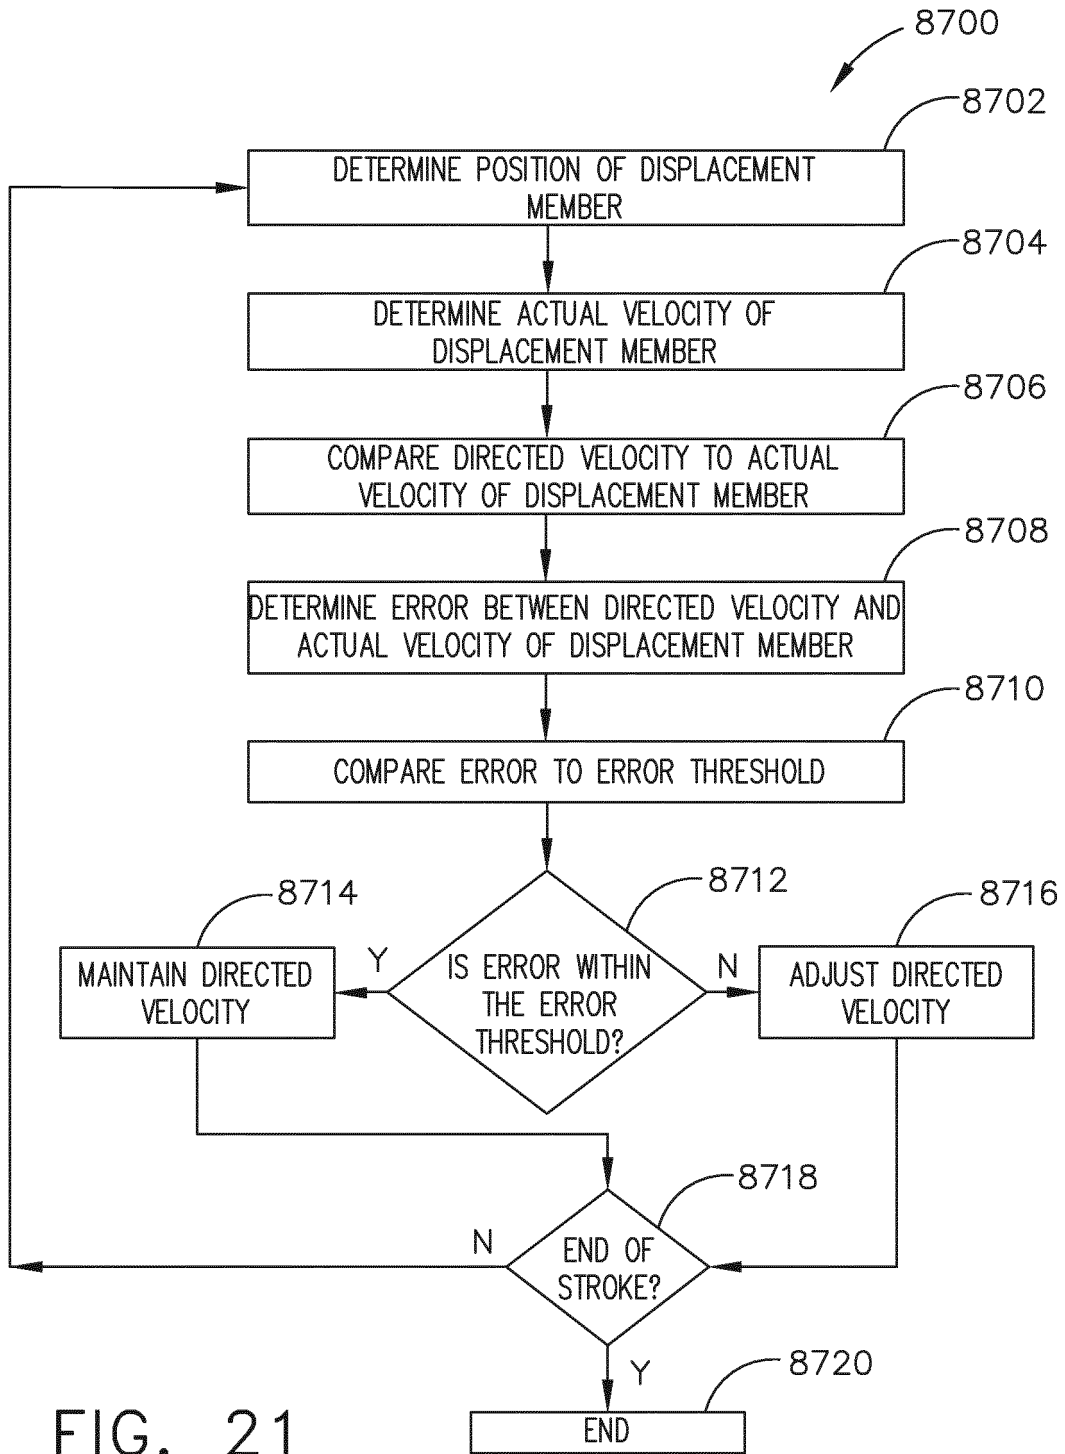 8700
8702
DETERMINE POSITION OF DISPLACEMENT
MEMBER
8704
DETERMINE ACTUAL VELOCITY OF
DISPLACEMENT MEMBER
8706
COMPARE DIRECTED VELOCITY TO ACTUAL
VELOCITY OF DISPLACEMENT MEMBER
8708
DETERMINE ERROR BETWEEN DIRECTED VELOCITY AND
ACTUAL VELOCITY OF DISPLACEMENT MEMBER
8710
COMPARE ERROR TO ERROR THRESHOLD
8712
8714
8716
MAINTAIN DIRECTED
VELOCITY
Y
IS ERROR WITHIN
THE ERROR
THRESHOLD?
N
ADJUST DIRECTED
VELOCITY
8718
N
END OF
STROKE?
Y
8720
END
FIG. 21